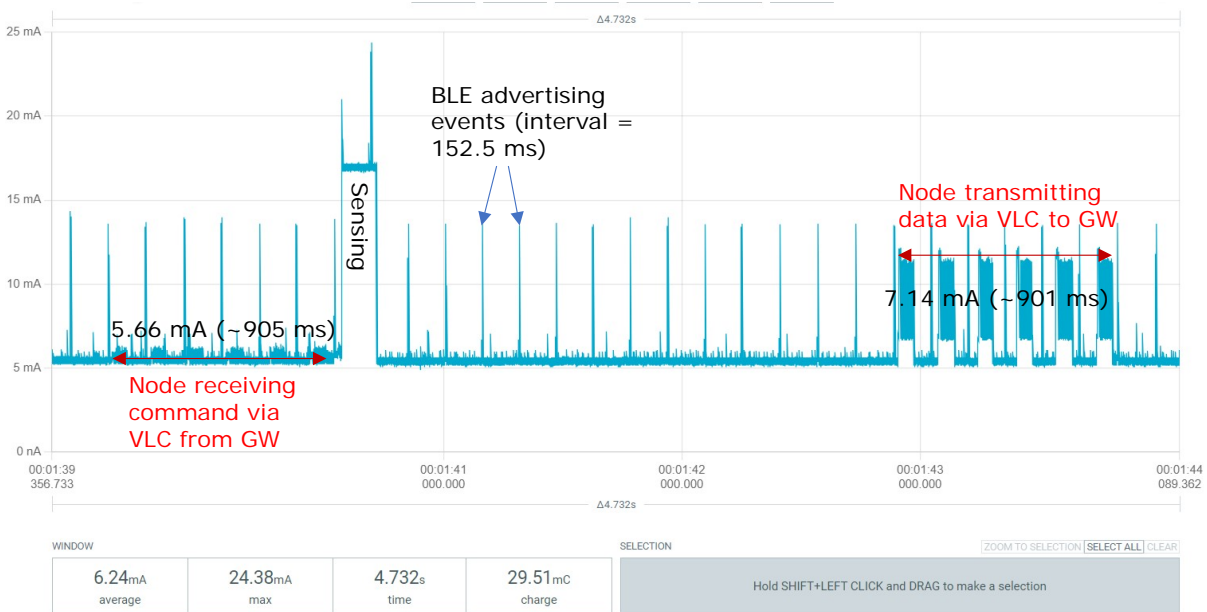 Δ4.732s
25 mA
20 mA
15 mA
10 mA
5 mA
0 nA
BLE advertising
events (interval =
152.5 ms)
Sensing
Node transmitting
data via VLC to GW
7.14 mA (~901 ms)
5.66 mA (~905 ms)
Node receiving
command via
VLC from GW
00:01:39
356.733
00:01:41
000.000
00:01:42
000.000
00:01:43
000.000
00:01:44
089.362
Δ4.732s
WINDOW
6.24mA
average
24.38mA
max
4.732s
time
29.51mC
charge
SELECTION
ZOOM TO SELECTION SELECT ALL CLEAR
Hold SHIFT+LEFT CLICK and DRAG to make a selection